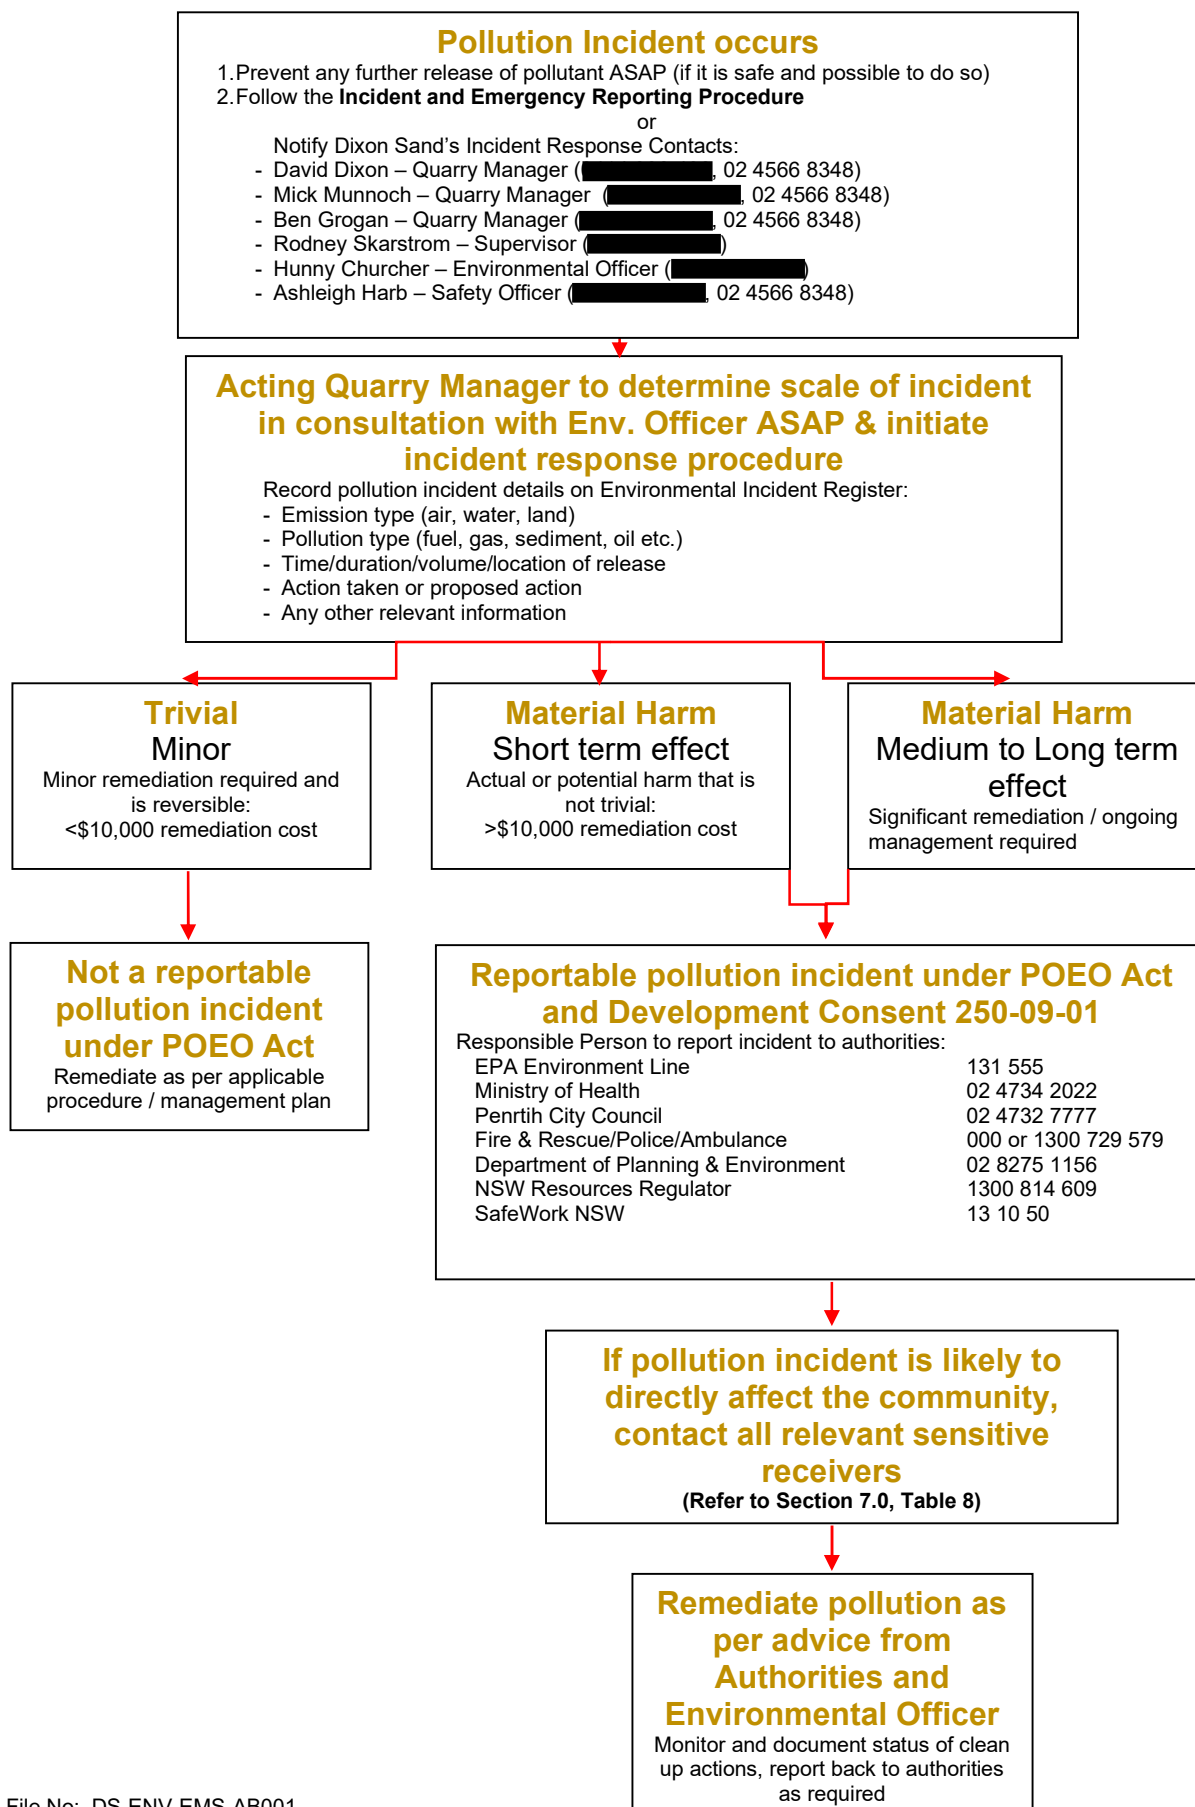 Pollution Incident occurs
1.Prevent any further release of pollutant ASAP (if it is safe and possible to do so)
2.Follow the Incident and Emergency Reporting Procedure
or
Notify Dixon Sand's Incident Response Contacts:
- David Dixon – Quarry Manager ( , 02 4566 8348)
- Mick Munnoch – Quarry Manager ( , 02 4566 8348)
- Ben Grogan – Quarry Manager ( , 02 4566 8348)
- Rodney Skarstrom – Supervisor ( )
- Hunny Churcher – Environmental Officer ( )
- Ashleigh Harb – Safety Officer ( , 02 4566 8348)
Acting Quarry Manager to determine scale of incident
in consultation with Env. Officer ASAP & initiate
incident response procedure
Record pollution incident details on Environmental Incident Register:
- Emission type (air, water, land)
- Pollution type (fuel, gas, sediment, oil etc.)
- Time/duration/volume/location of release
- Action taken or proposed action
- Any other relevant information
Trivial
Minor
Minor remediation required and
is reversible:
<$10,000 remediation cost
Material Harm
Short term effect
Actual or potential harm that is
not trivial:
>$10,000 remediation cost
Material Harm
Medium to Long term
effect
Significant remediation / ongoing
management required
Not a reportable
pollution incident
under POEO Act
Remediate as per applicable
procedure / management plan
Reportable pollution incident under POEO Act
and Development Consent 250-09-01
Responsible Person to report incident to authorities:
EPA Environment Line 131 555
Ministry of Health 02 4734 2022
Penrtih City Council 02 4732 7777
Fire & Rescue/Police/Ambulance 000 or 1300 729 579
Department of Planning & Environment 02 8275 1156
NSW Resources Regulator 1300 814 609
SafeWork NSW 13 10 50
If pollution incident is likely to
directly affect the community,
contact all relevant sensitive
receivers
(Refer to Section 7.0, Table 8)
Remediate pollution as
per advice from
Authorities and
Environmental Officer
Monitor and document status of clean
up actions, report back to authorities
as required
File No: DS-ENV-EMS-AB001